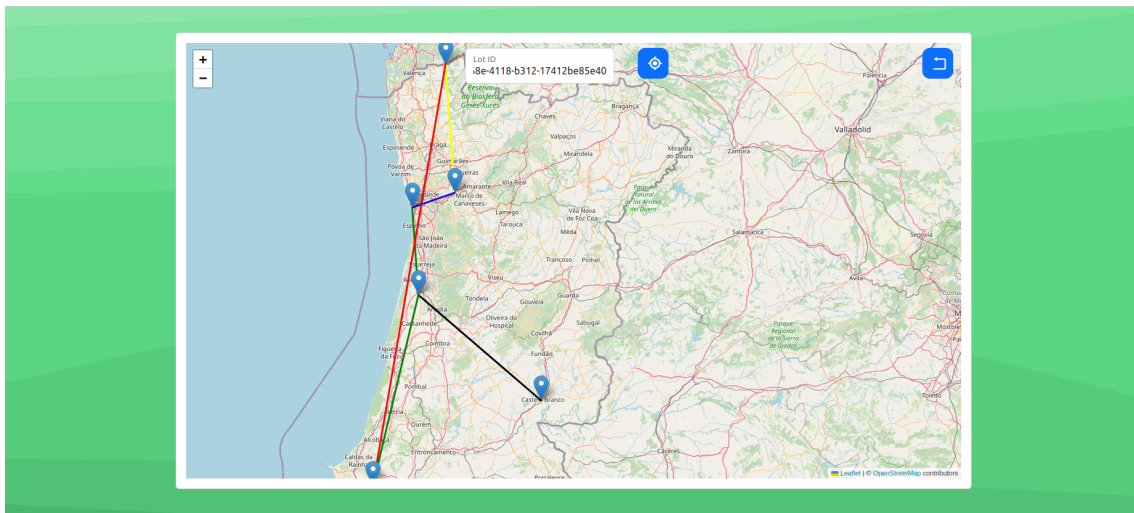 +
−
Lot ID
8e-4118-b312-17412be85e40
Valença
Palencia
Reserva
da Biosfera
Gerês-Xurés
Bragança
Chaves
Viana do
Castelo
Valladolid
Valpaços
Esposende
Braga
Mirandela
Miranda
do Douro
Zamora
Guimarães
Póvoa de
Varzim
Vila Real
Amarante
Marco de
Canaveses
Parque
Natural
de los Arribes
del Duero
Lamego
Vila Nova
de Foz Coa
Tarouca
Salamanca
Mêda
Segovia
São João
da Madeira
Trancoso
Pinhel
Viseu
Ávila
Tondela
Gouveia
Guarda
Oliveira do
Hospital
Sabugal
Cantanhede
Covilhã
Parque
Regional
de la Sierra
de Gredos
Coimbra
Figueira
da Foz
Fundão
Pombal
Castelo Branco
Toledo
Leiria
Ourém
Alcobaça
Caldas da
Rainha
Entroncamento
Cáceres
Portalegre
Leaflet | © OpenStreetMap contributors